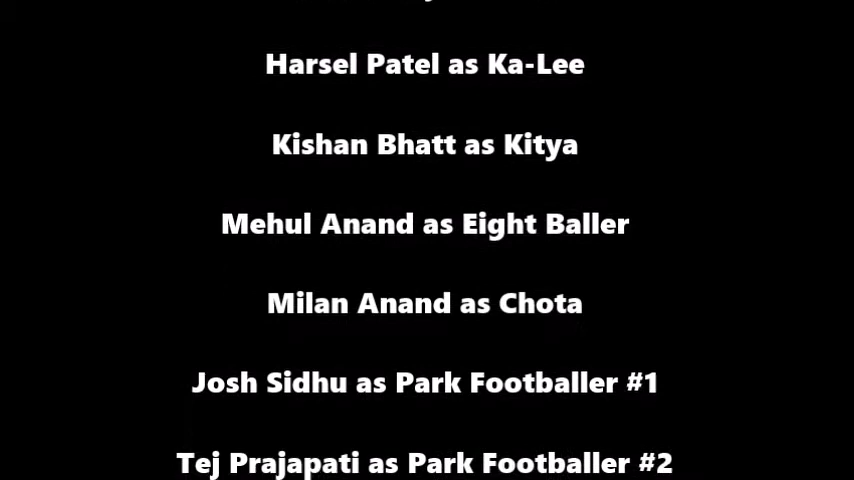 Harsel Patel as Ka-Lee
Kishan Bhatt as Kitya
Mehul Anand as Eight Baller
Milan Anand as Chota
Josh Sidhu as Park Footballer #1
Tej Prajapati as Park Footballer #2